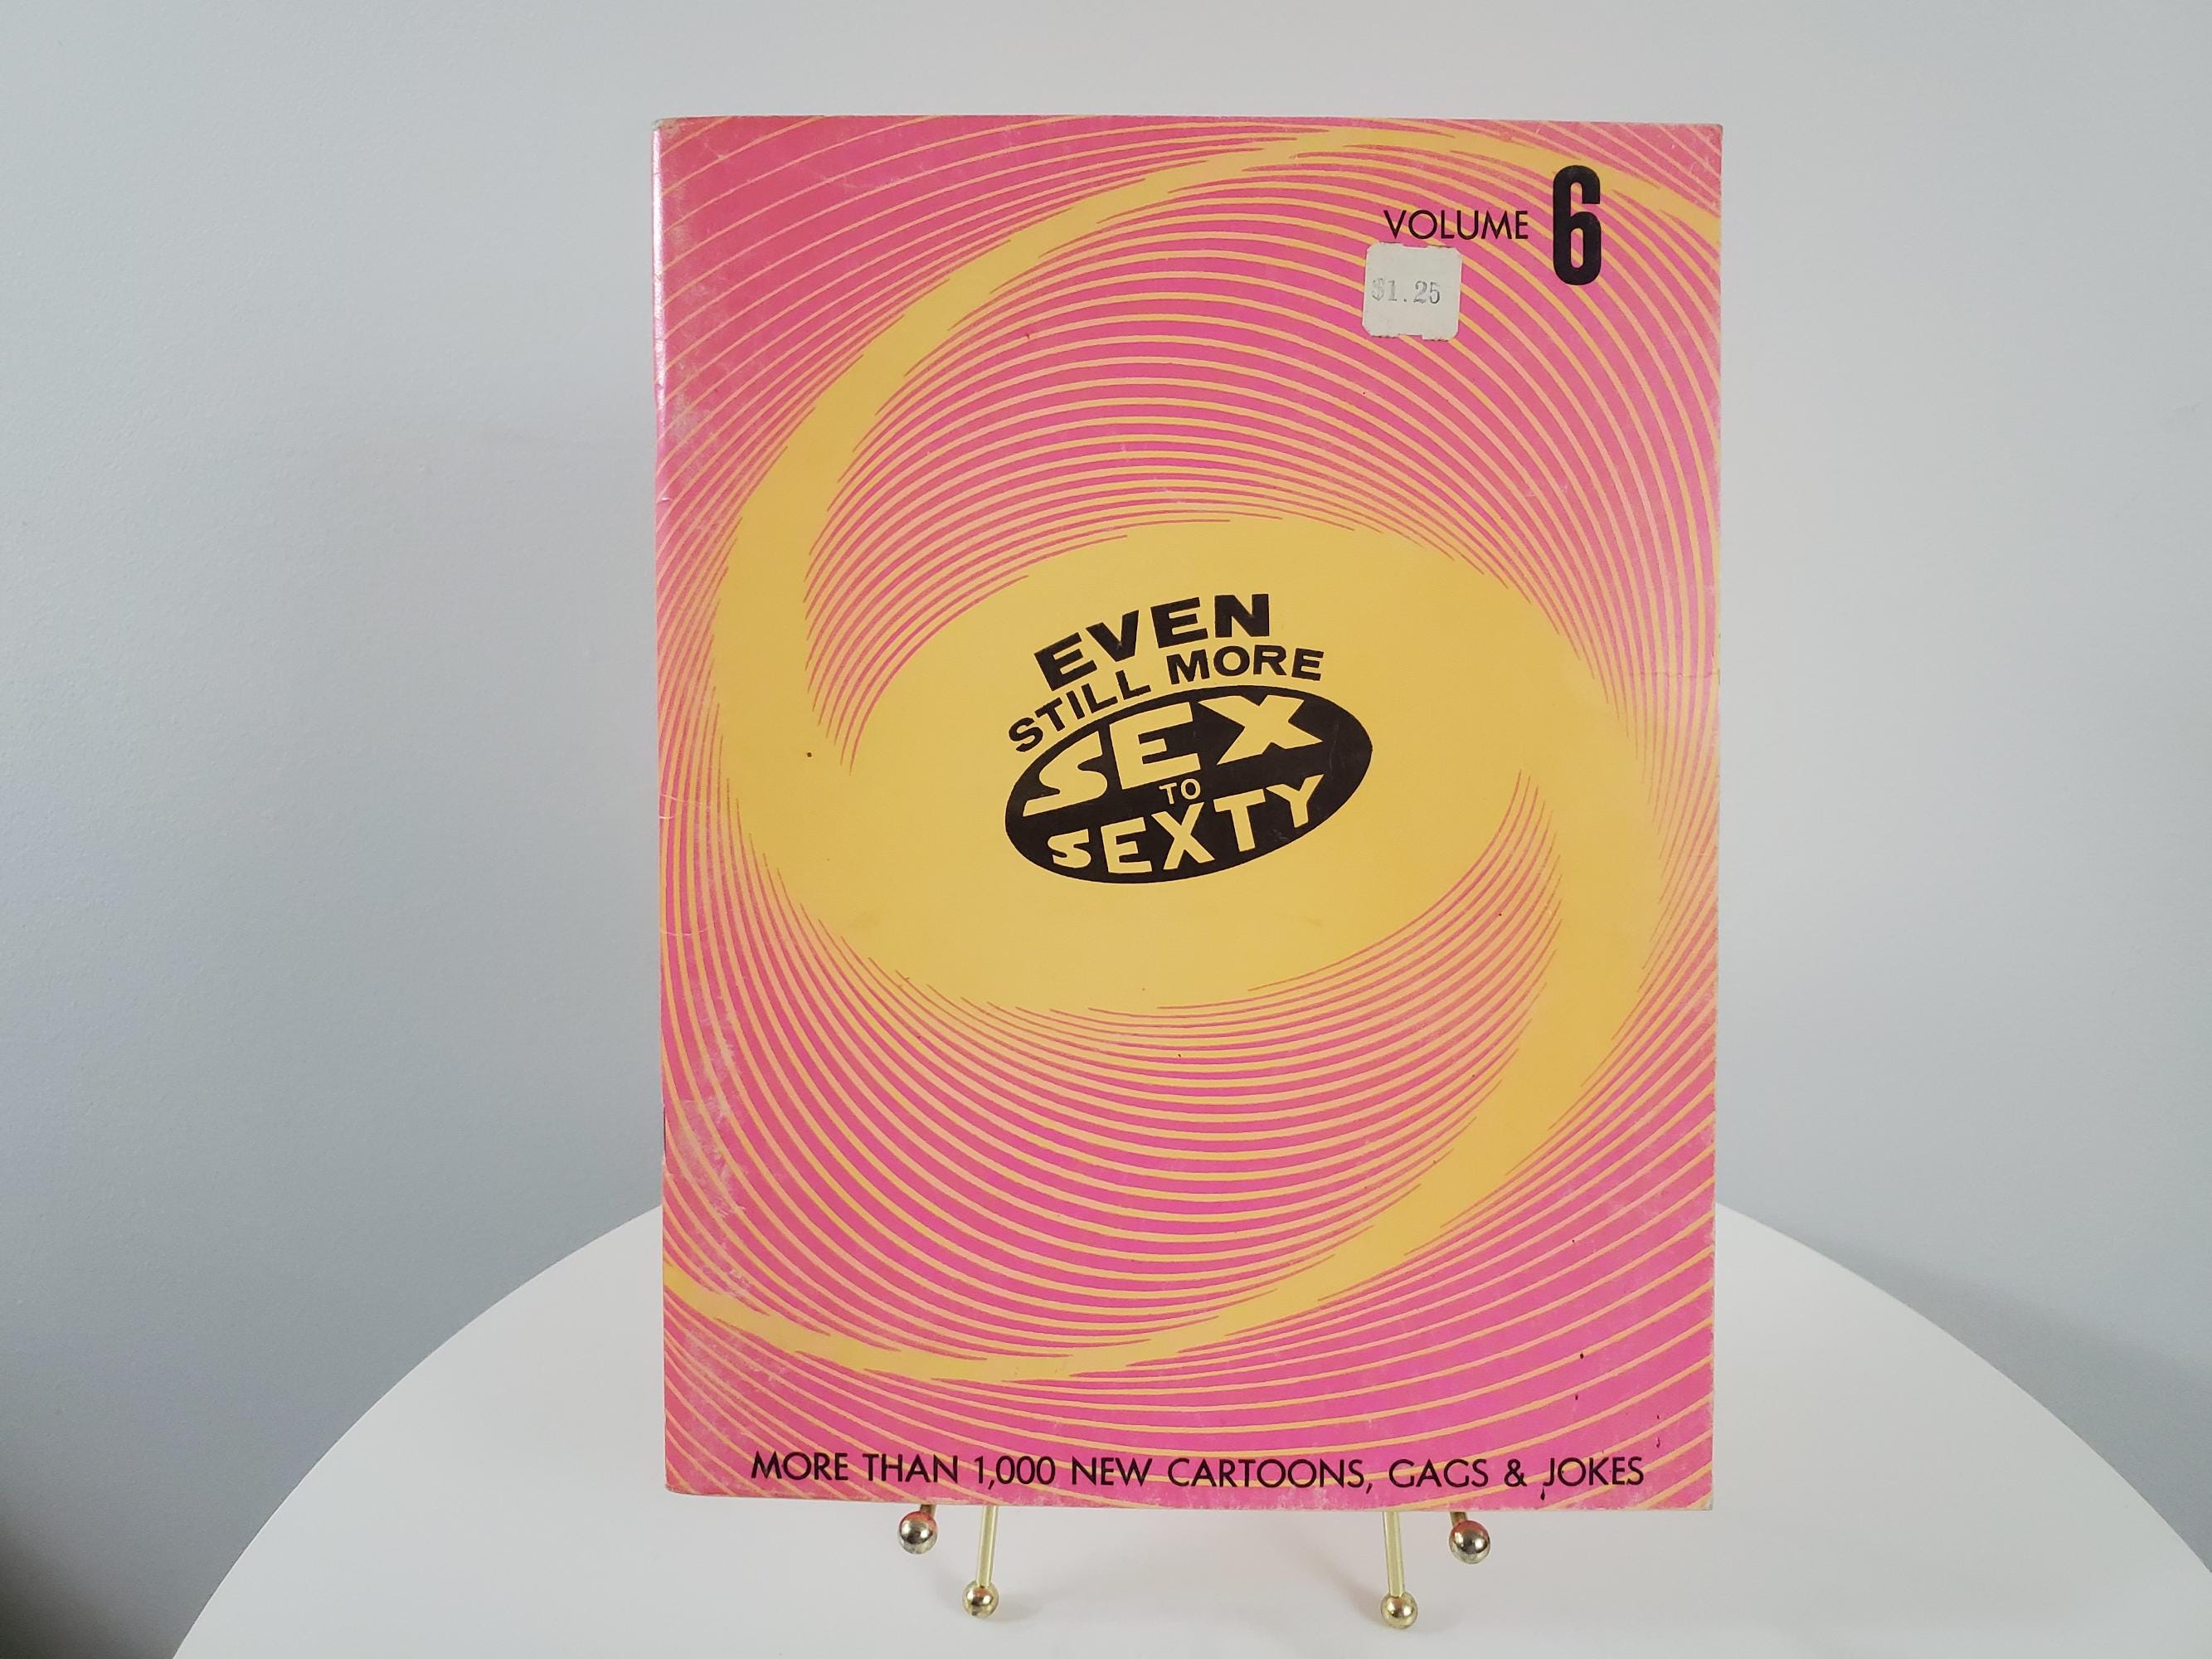 VOLUME 6
$1.25
EVEN
STILL MORE
SEX
TO
SEXTY
MORE THAN 1,000 NEW CARTOONS, GAGS & JOKES